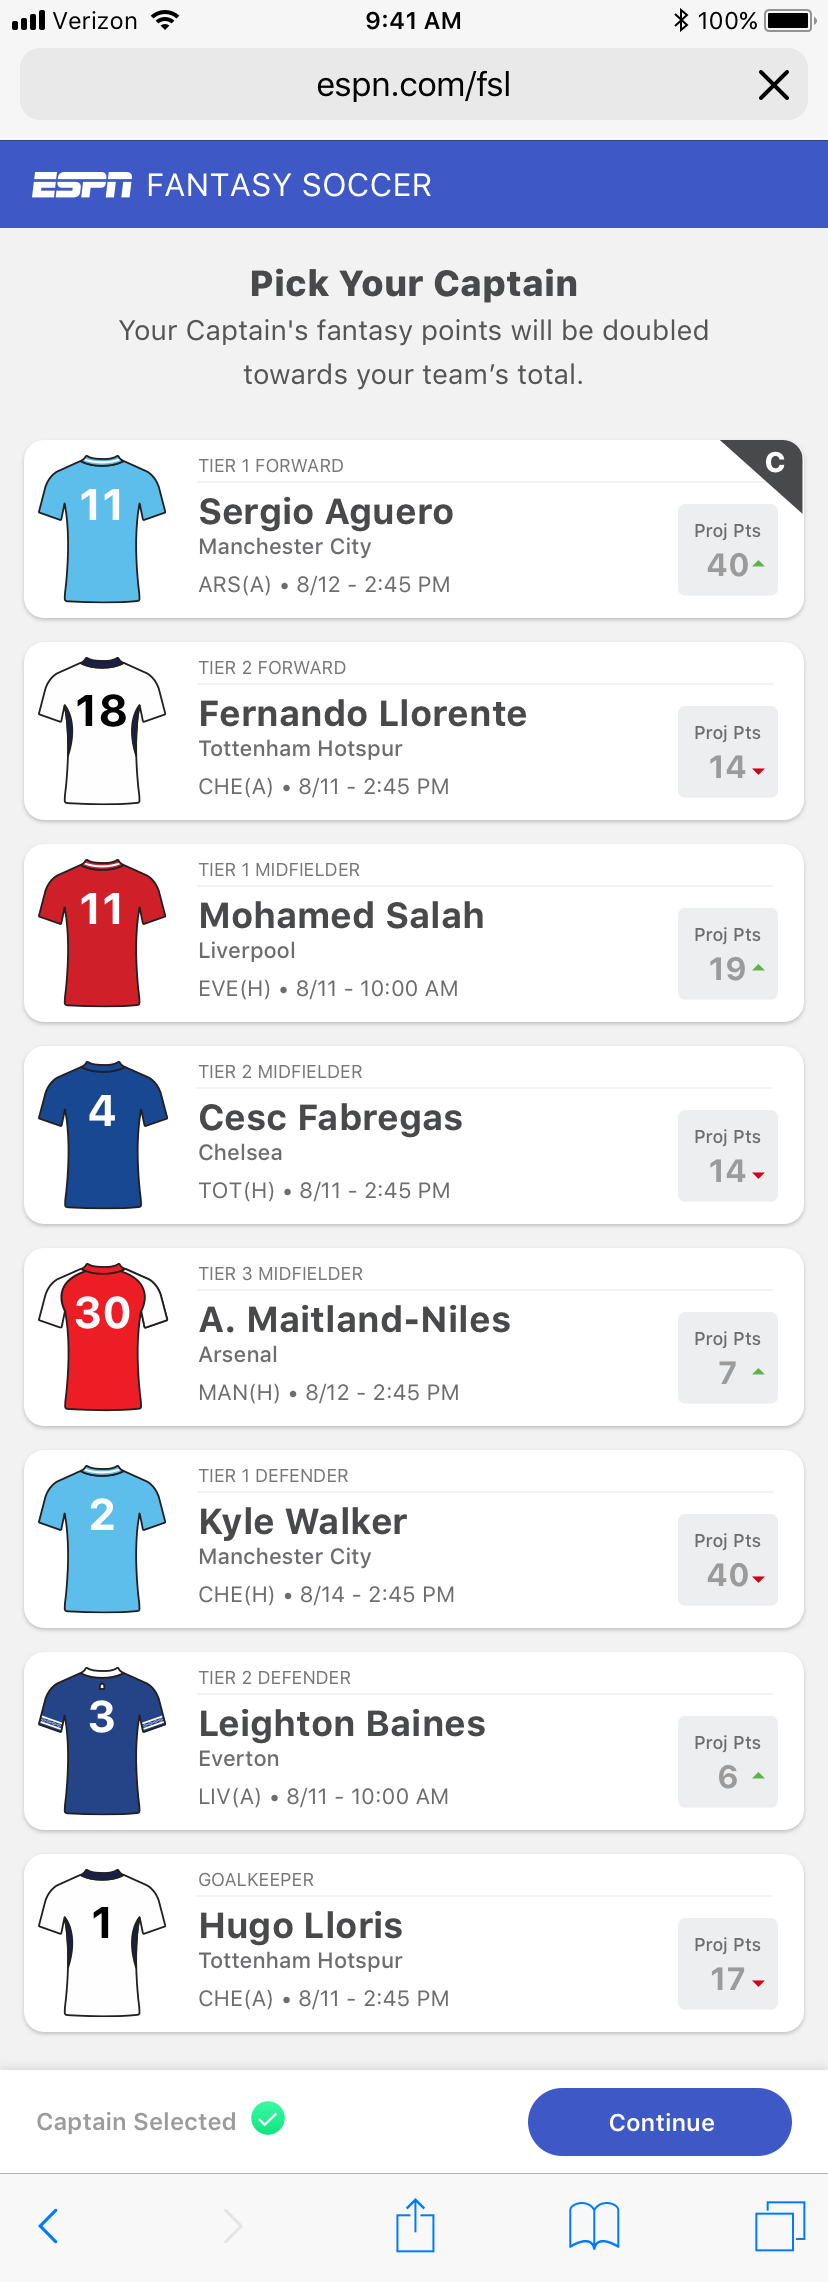 Verizon 9:41 AM 100%
espn.com/fsl
ESPN FANTASY SOCCER
Pick Your Captain
Your Captain's fantasy points will be doubled
towards your team’s total.
C
11
TIER 1 FORWARD
Sergio Aguero
Manchester City
ARS(A) • 8/12 - 2:45 PM
Proj Pts
40
18
TIER 2 FORWARD
Fernando Llorente
Tottenham Hotspur
CHE(A) • 8/11 - 2:45 PM
Proj Pts
14
11
TIER 1 MIDFIELDER
Mohamed Salah
Liverpool
EVE(H) • 8/11 - 10:00 AM
Proj Pts
19
4
TIER 2 MIDFIELDER
Cesc Fabregas
Chelsea
TOT(H) • 8/11 - 2:45 PM
Proj Pts
14
30
TIER 3 MIDFIELDER
A. Maitland-Niles
Arsenal
MAN(H) • 8/12 - 2:45 PM
Proj Pts
7
2
TIER 1 DEFENDER
Kyle Walker
Manchester City
CHE(H) • 8/14 - 2:45 PM
Proj Pts
40
3
TIER 2 DEFENDER
Leighton Baines
Everton
LIV(A) • 8/11 - 10:00 AM
Proj Pts
6
1
GOALKEEPER
Hugo Lloris
Tottenham Hotspur
CHE(A) • 8/11 - 2:45 PM
Proj Pts
17
Captain Selected
Continue